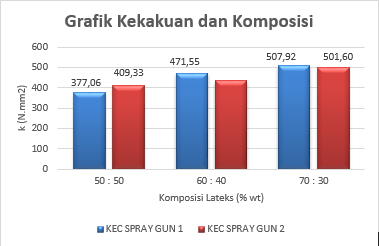 Grafik Kekakuan dan Komposisi
k (N.mm2)
600
500
400
300
200
100
0
377,06 409,33 471,55 507,92 501,60
50 : 50 60 : 40 70 : 30
Komposisi Lateks (% wt)
KEC SPRAY GUN 1 KEC SPRAY GUN 2